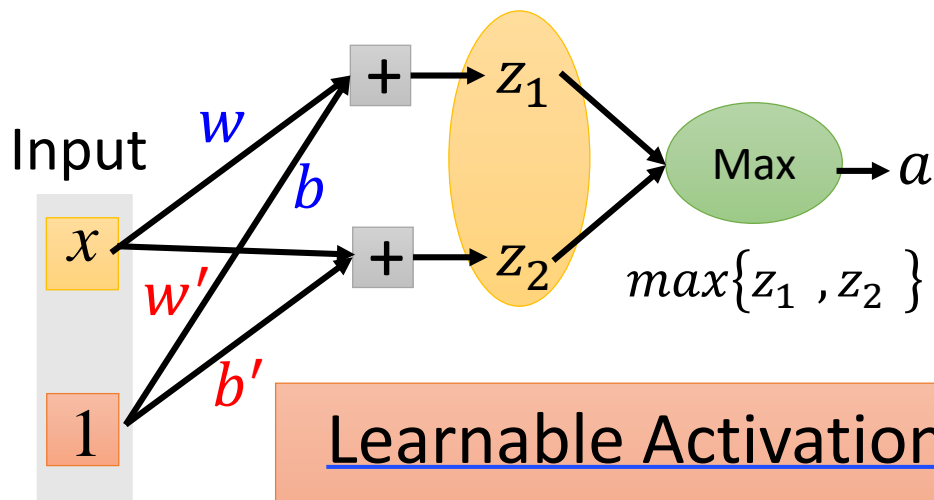 Input
x
1
w
b
w′
b′
+
+
z₁
z₂
Max
a
max{z₁ , z₂ }
Learnable Activation